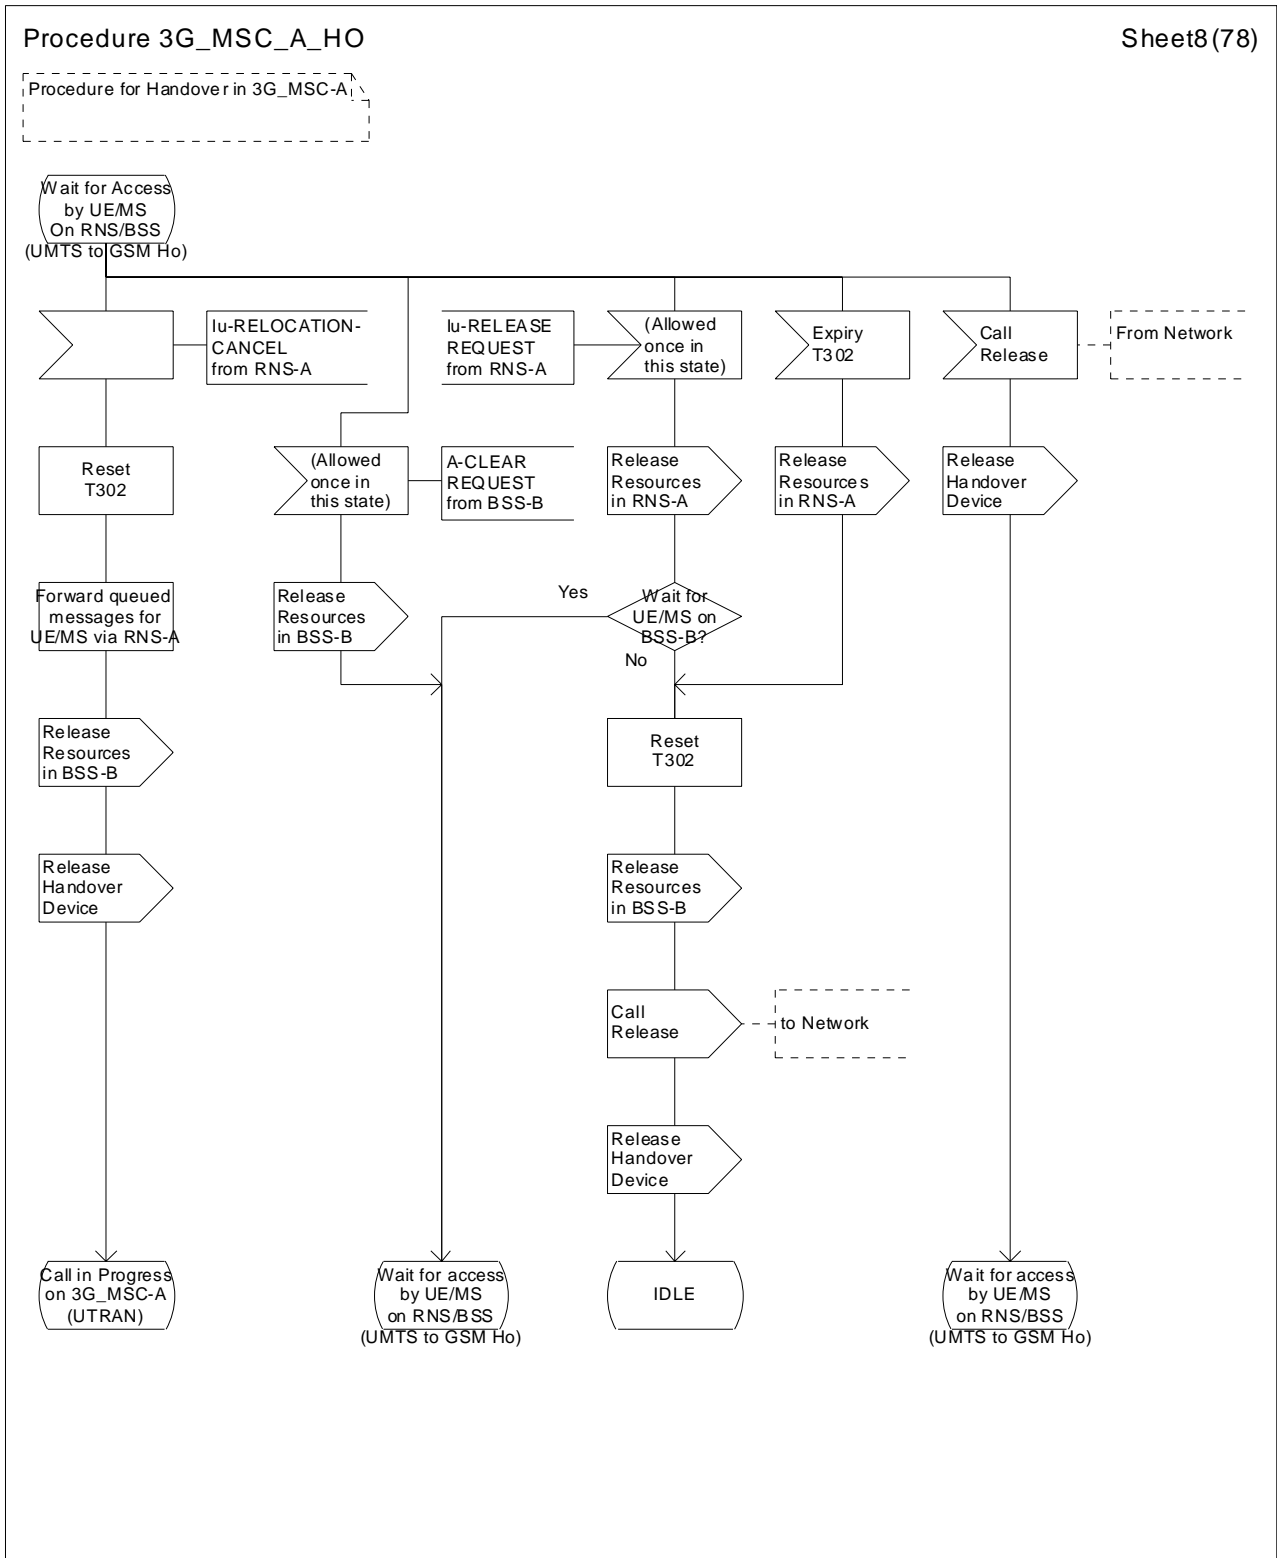 Procedure 3G_MSC_A_HO
Sheet8(78)
Procedure for Handover in 3G_MSC-A
Wait for Access
by UE/MS
On RNS/BSS
(UMTS to GSM Ho)
Iu-RELOCATION-
CANCEL
from RNS-A
Iu-RELEASE
REQUEST
from RNS-A
(Allowed
once in
this state)
Expiry
T302
Call
Release
From Network
Reset
T302
(Allowed
once in
this state)
A-CLEAR
REQUEST
from BSS-B
Release
Resources
in RNS-A
Release
Resources
in RNS-A
Release
Handover
Device
Forward queued
messages for
UE/MS via RNS-A
Release
Resources
in BSS-B
Yes
Wait for
UE/MS on
BSS-B?
No
Release
Resources
in BSS-B
Reset
T302
Release
Handover
Device
Release
Resources
in BSS-B
Call
Release
to Network
Release
Handover
Device
Call in Progress
on 3G_MSC-A
(UTRAN)
Wait for access
by UE/MS
on RNS/BSS
(UMTS to GSM Ho)
IDLE
Wait for access
by UE/MS
on RNS/BSS
(UMTS to GSM Ho)